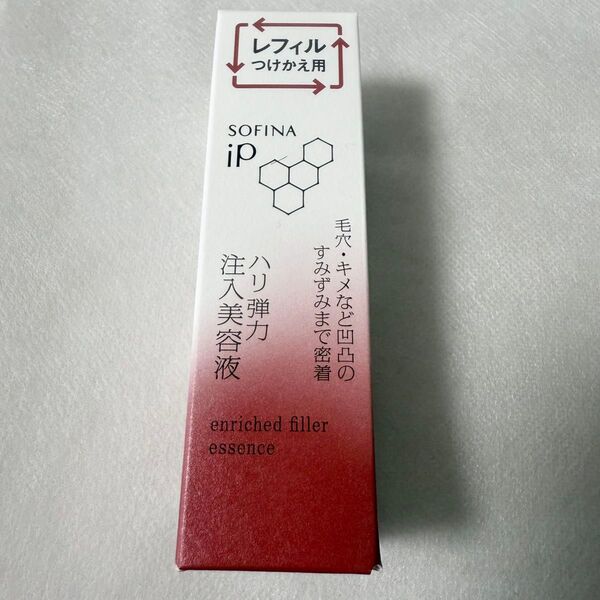 レフィル
つけかえ用
SOFINA
iP
毛穴・キメなど凹凸の
すみずみまで密着
ハリ弾力
注入美容液
enriched filler
essence